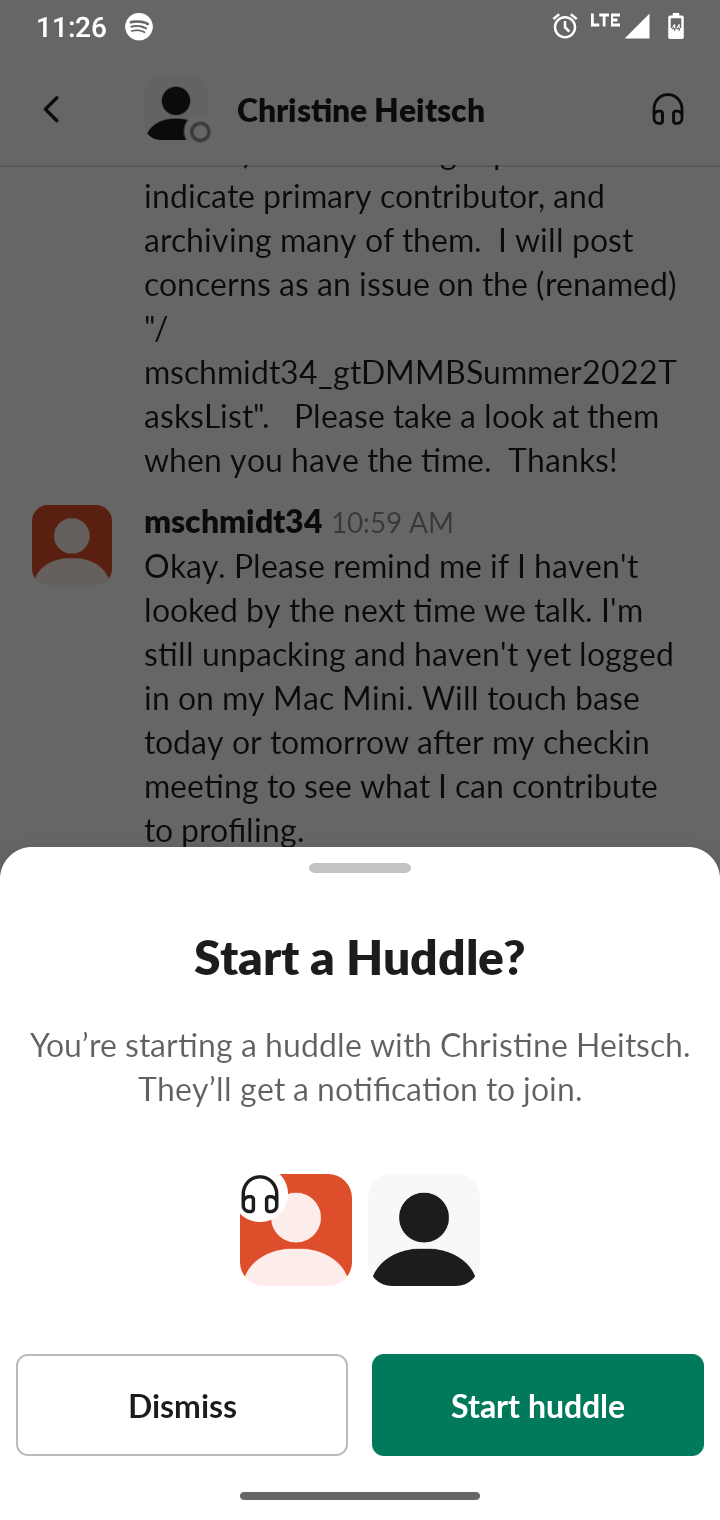 11:26
LTE
44
Christine Heitsch
indicate primary contributor, and
archiving many of them.  I will post
concerns as an issue on the (renamed)
"/
mschmidt34_gtDMMBSummer2022T
asksList".   Please take a look at them
when you have the time.  Thanks!
mschmidt34 10:59 AM
Okay. Please remind me if I haven't
looked by the next time we talk. I'm
still unpacking and haven't yet logged
in on my Mac Mini. Will touch base
today or tomorrow after my checkin
meeting to see what I can contribute
to profiling.
Start a Huddle?
You’re starting a huddle with Christine Heitsch.
They’ll get a notification to join.
Dismiss
Start huddle